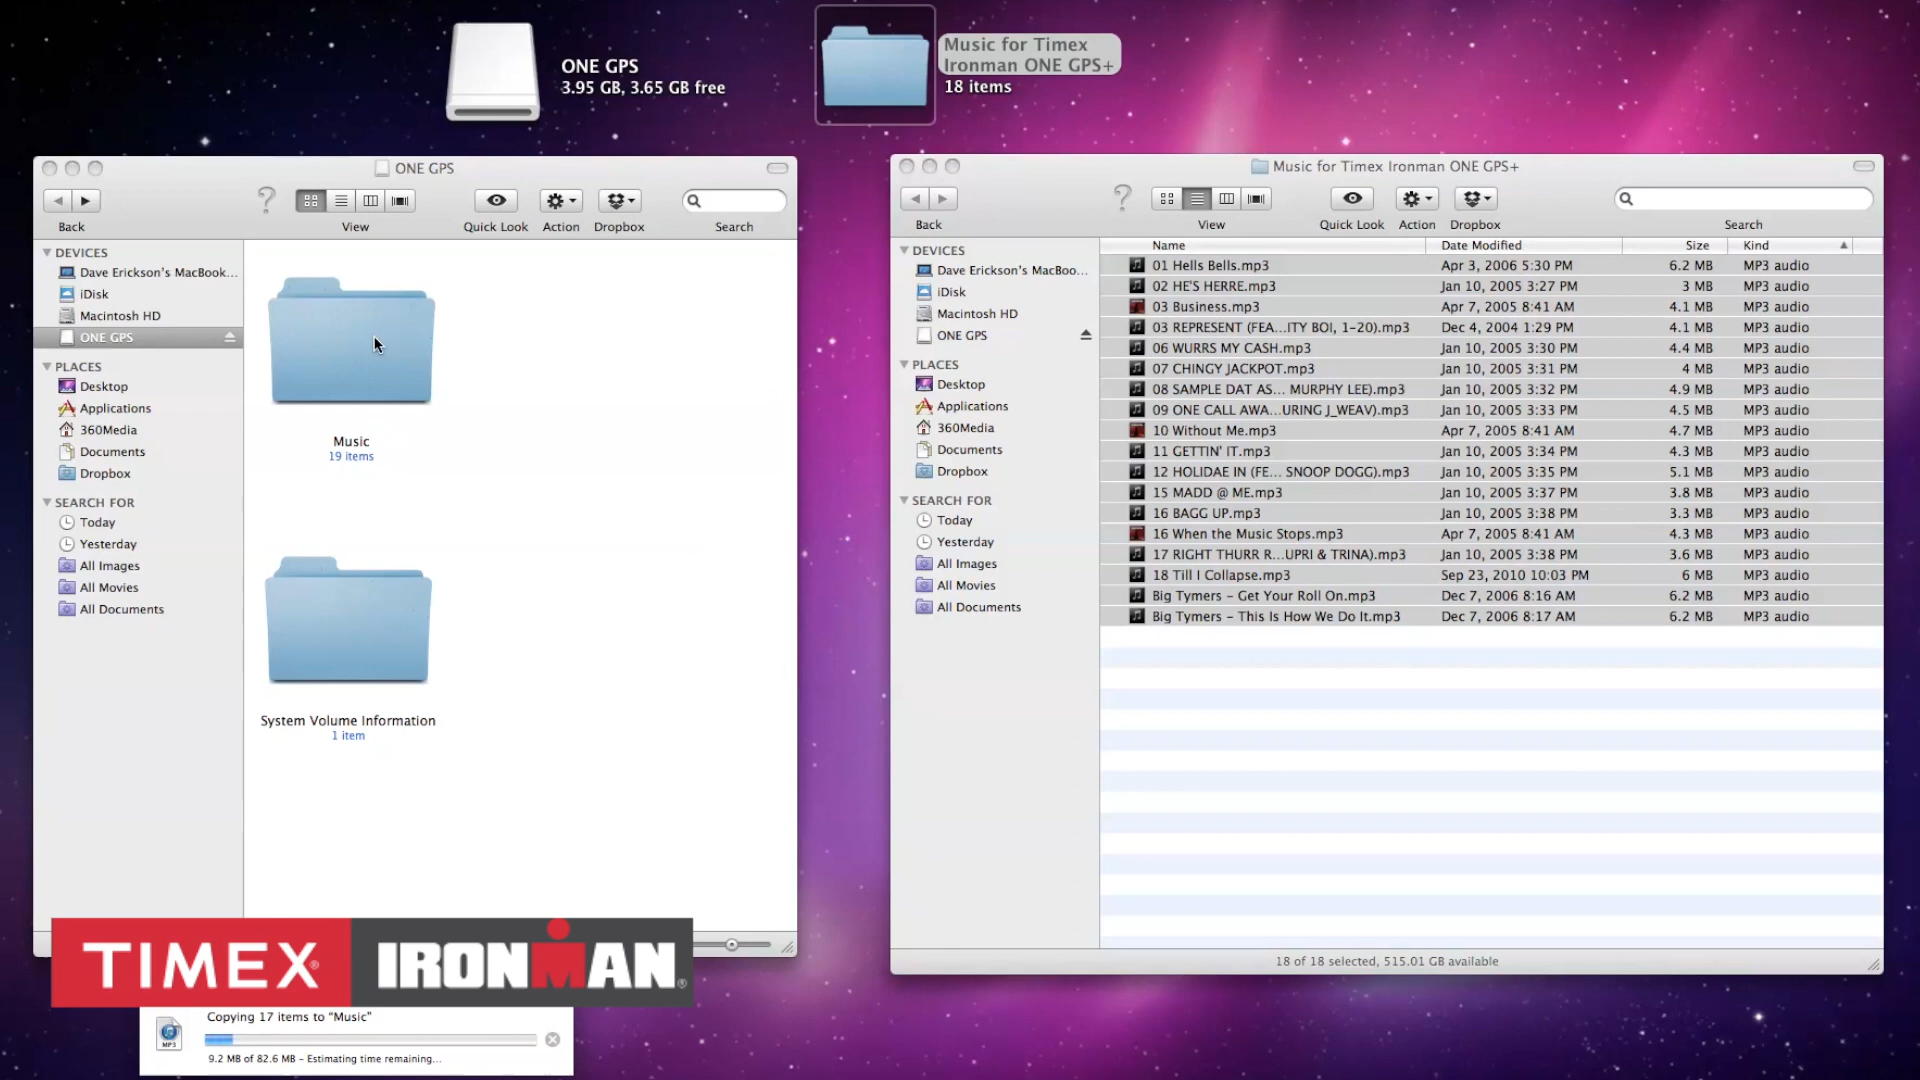 ONE GPS
3.95 GB, 3.65 GB free
Music for Timex
Ironman ONE GPS+
18 items
ONE GPS
Back
View
Quick Look
Action
Dropbox
Search
DEVICES
Dave Erickson's MacBook...
iDisk
Macintosh HD
ONE GPS
PLACES
Desktop
Applications
360Media
Documents
Dropbox
SEARCH FOR
Today
Yesterday
All Images
All Movies
All Documents
Music
19 items
System Volume Information
1 item
Music for Timex Ironman ONE GPS+
Back
View
Quick Look
Action
Dropbox
Search
DEVICES
Dave Erickson's MacBoo...
iDisk
Macintosh HD
ONE GPS
PLACES
Desktop
Applications
360Media
Documents
Dropbox
SEARCH FOR
Today
Yesterday
All Images
All Movies
All Documents
Name Date Modified Size Kind
01 Hells Bells.mp3 Apr 3, 2006 5:30 PM 6.2 MB MP3 audio
02 HE'S HERRE.mp3 Jan 10, 2005 3:27 PM 3 MB MP3 audio
03 Business.mp3 Apr 7, 2005 8:41 AM 4.1 MB MP3 audio
03 REPRESENT (FEA...ITY BOI, 1-20).mp3 Dec 4, 2004 1:29 PM 4.1 MB MP3 audio
06 WURRS MY CASH.mp3 Jan 10, 2005 3:30 PM 4.4 MB MP3 audio
07 CHINGY JACKPOT.mp3 Jan 10, 2005 3:31 PM 4 MB MP3 audio
08 SAMPLE DAT AS... MURPHY LEE).mp3 Jan 10, 2005 3:32 PM 4.9 MB MP3 audio
09 ONE CALL AWA...URING J_WEAV).mp3 Jan 10, 2005 3:33 PM 4.5 MB MP3 audio
10 Without Me.mp3 Apr 7, 2005 8:41 AM 4.7 MB MP3 audio
11 GETTIN' IT.mp3 Jan 10, 2005 3:34 PM 4.3 MB MP3 audio
12 HOLIDAE IN (FE... SNOOP DOGG).mp3 Jan 10, 2005 3:35 PM 5.1 MB MP3 audio
15 MADD @ ME.mp3 Jan 10, 2005 3:37 PM 3.8 MB MP3 audio
16 BAGG UP.mp3 Jan 10, 2005 3:38 PM 3.3 MB MP3 audio
16 When the Music Stops.mp3 Apr 7, 2005 8:41 AM 4.3 MB MP3 audio
17 RIGHT THURR R...UPRI & TRINA).mp3 Jan 10, 2005 3:38 PM 3.6 MB MP3 audio
18 Till I Collapse.mp3 Sep 23, 2010 10:03 PM 6 MB MP3 audio
Big Tymers - Get Your Roll On.mp3 Dec 7, 2006 8:16 AM 6.2 MB MP3 audio
Big Tymers - This Is How We Do It.mp3 Dec 7, 2006 8:17 AM 6.2 MB MP3 audio
18 of 18 selected, 515.01 GB available
TIMEX® IRONMAN®
Copying 17 items to "Music"
MP3
9.2 MB of 82.6 MB - Estimating time remaining...